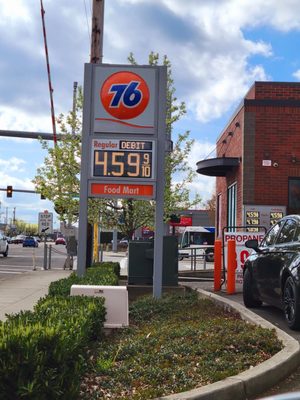 76
Regular DEBIT
4.59 9/10
Food Mart
PROPANE